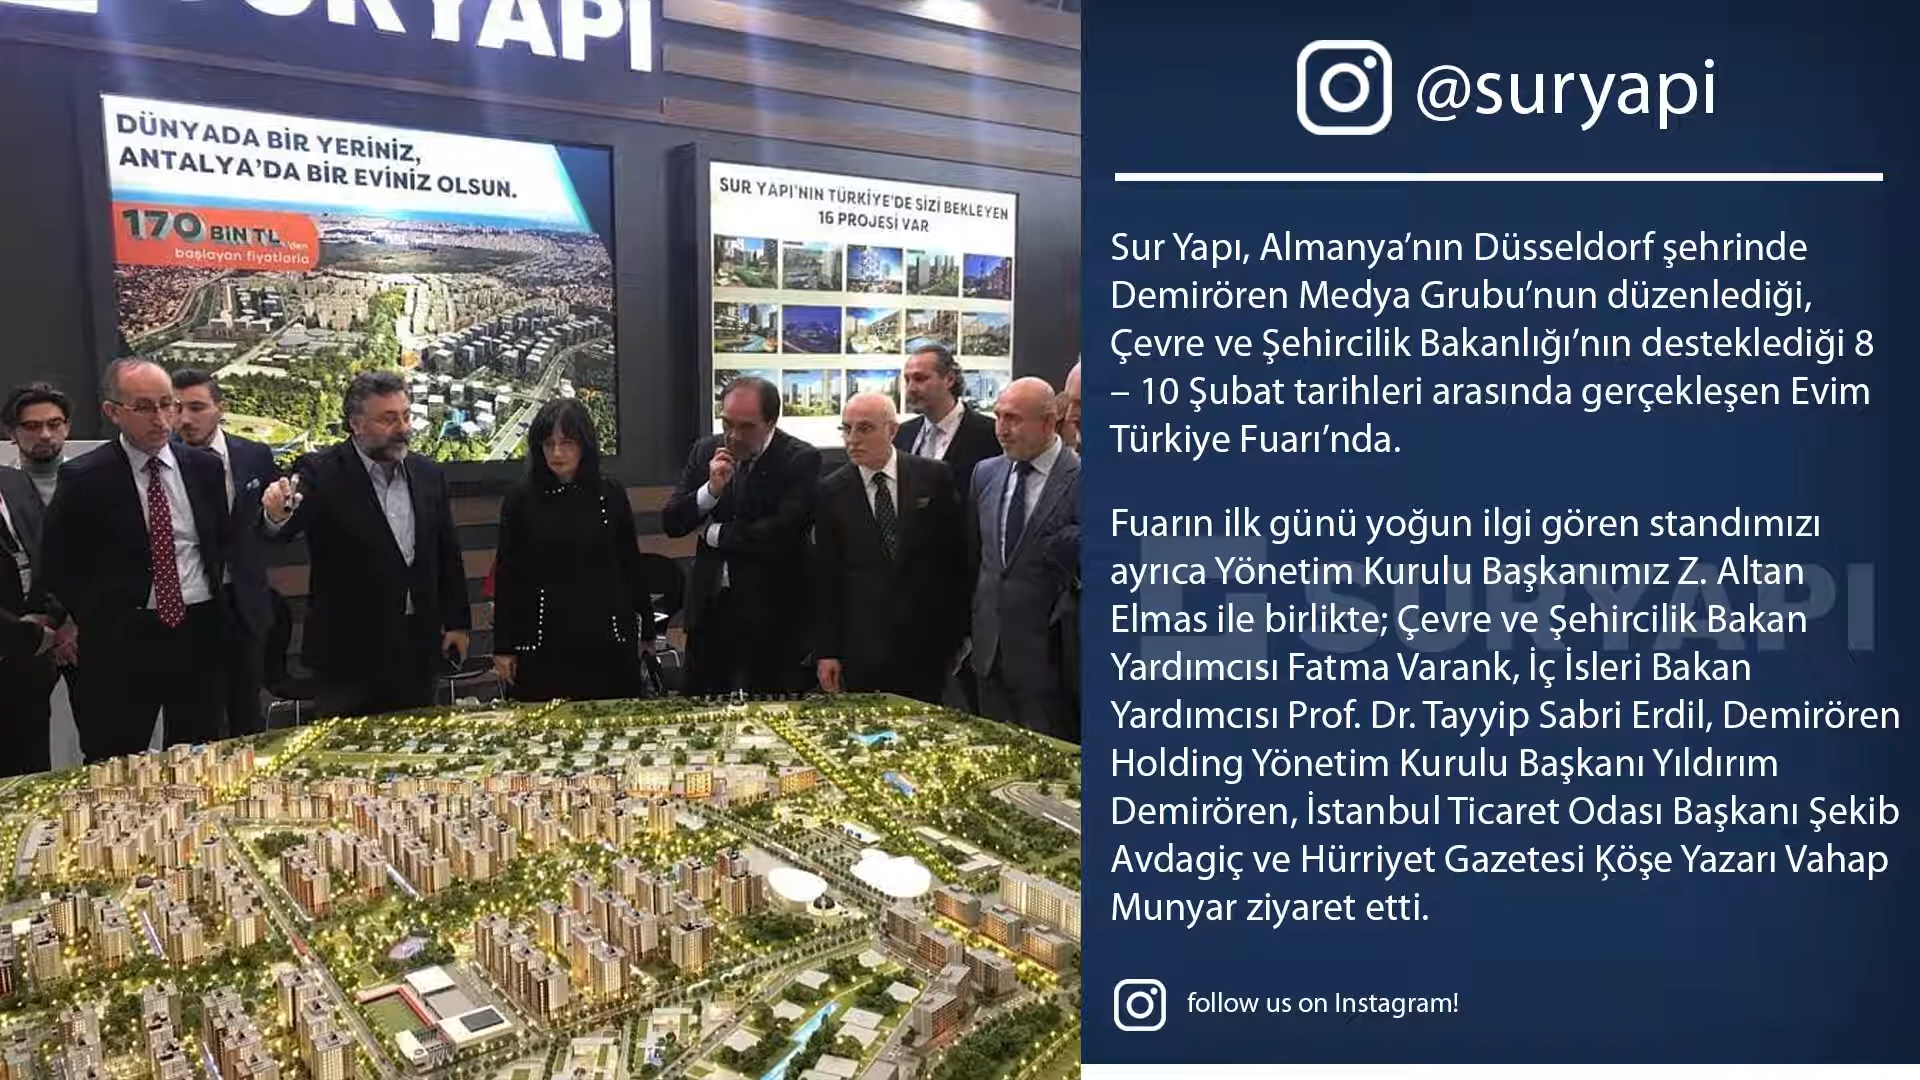 SUR YAPI
DÜNYADA BİR YERİNİZ,
ANTALYA'DA BİR EVİNİZ OLSUN.
170 BİN TL 'den
başlayan fiyatlarla
SUR YAPI'NIN TÜRKİYE'DE SİZİ BEKLEYEN
16 PROJESİ VAR
@suryapi
Sur Yapı, Almanya’nın Düsseldorf şehrinde
Demirören Medya Grubu’nun düzenlediği,
Çevre ve Şehircilik Bakanlığı’nın desteklediği 8
– 10 Şubat tarihleri arasında gerçekleşen Evim
Türkiye Fuarı’nda.
Fuarın ilk günü yoğun ilgi gören standımızı
ayrıca Yönetim Kurulu Başkanımız Z. Altan
Elmas ile birlikte; Çevre ve Şehircilik Bakan
Yardımcısı Fatma Varank, İç İsleri Bakan
Yardımcısı Prof. Dr. Tayyip Sabri Erdil, Demirören
Holding Yönetim Kurulu Başkanı Yıldırım
Demirören, İstanbul Ticaret Odası Başkanı Şekib
Avdagiç ve Hürriyet Gazetesi Ķöşe Yazarı Vahap
Munyar ziyaret etti.
SUR YAPI
follow us on Instagram!